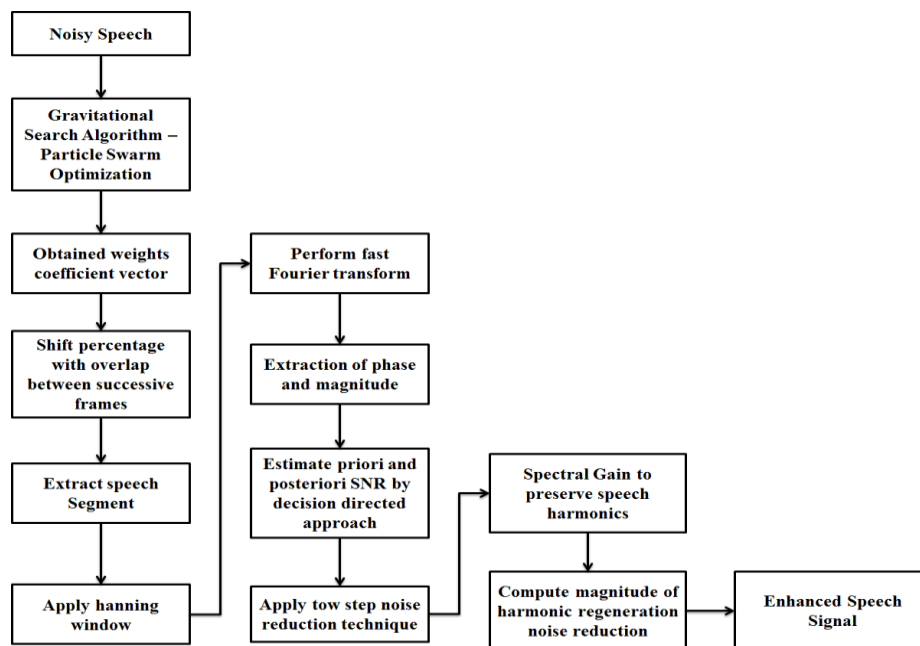 Noisy Speech
Gravitational
Search Algorithm –
Particle Swarm
Optimization
Obtained weights
coefficient vector
Shift percentage
with overlap
between successive
frames
Extract speech
Segment
Apply hanning
window
Perform fast
Fourier transform
Extraction of phase
and magnitude
Estimate priori and
posteriori SNR by
decision directed
approach
Apply tow step noise
reduction technique
Spectral Gain to
preserve speech
harmonics
Compute magnitude of
harmonic regeneration
noise reduction
Enhanced Speech
Signal